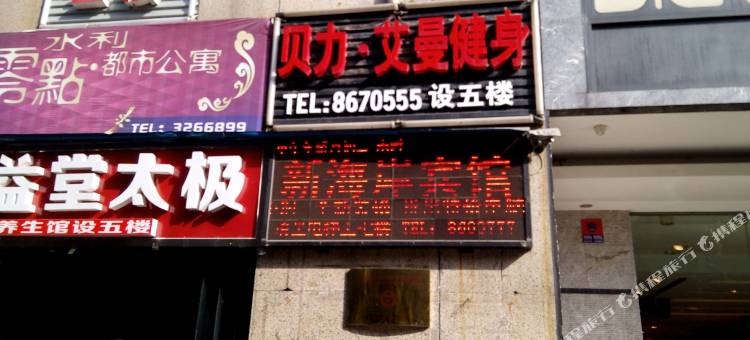 水利
零點·都市公寓
TEL: 3266899
贝力·艾曼健身
TEL:8670555 设五楼
益堂太极
养生馆设五楼
新海岸宾馆
携程旅行
携程